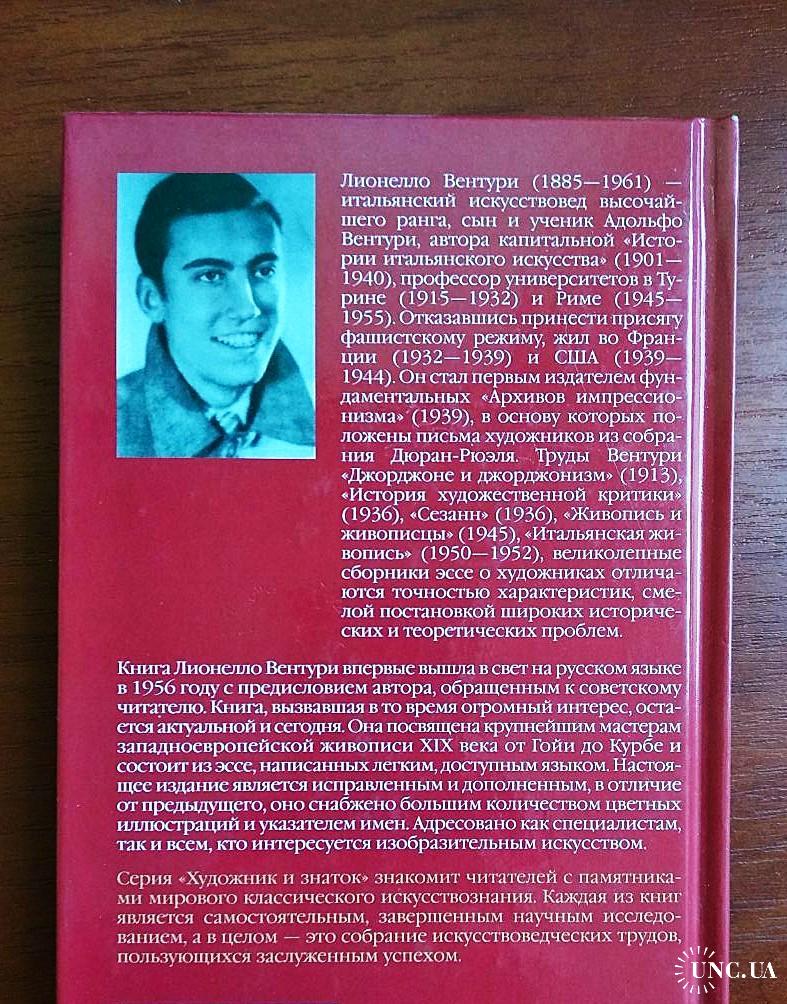 Лионелло Вентури (1885—1961) —
итальянский искусствовед высочай-
шего ранга, сын и ученик Адольфо
Вентури, автора капитальной «Исто-
рии итальянского искусства» (1901—
1940), профессор университетов в Ту-
рине (1915—1932) и Риме (1945—
1955). Отказавшись принести присягу
фашистскому режиму, жил во Фран-
ции (1932—1939) и США (1939—
1944). Он стал первым издателем фун-
даментальных «Архивов импрессио-
низма» (1939), в основу которых по-
ложены письма художников из собра-
ния Дюран-Рюэля. Труды Вентури
«Джорджоне и джорджонизм» (1913),
«История художественной критики»
(1936), «Сезанн» (1936), «Живопись и
живописцы» (1945), «Итальянская жи-
вопись» (1950—1952), великолепные
сборники эссе о художниках отлича-
ются точностью характеристик, сме-
лой постановкой широких историче-
ских и теоретических проблем.
Книга Лионелло Вентури впервые вышла в свет на русском языке
в 1956 году с предисловием автора, обращенным к советскому
читателю. Книга, вызвавшая в то время огромный интерес, оста-
ется актуальной и сегодня. Она посвящена крупнейшим мастерам
западноевропейской живописи XIX века от Гойи до Курбе и
состоит из эссе, написанных легким, доступным языком. Настоя-
щее издание является исправленным и дополненным, в отличие
от предыдущего, оно снабжено большим количеством цветных
иллюстраций и указателем имен. Адресовано как специалистам,
так и всем, кто интересуется изобразительным искусством.
Серия «Художник и знаток» знакомит читателей с памятника-
ми мирового классического искусствознания. Каждая из книг
является самостоятельным, завершенным научным исследо-
ванием, а в целом — это собрание искусствоведческих трудов,
пользующихся заслуженным успехом.
UNC.UA